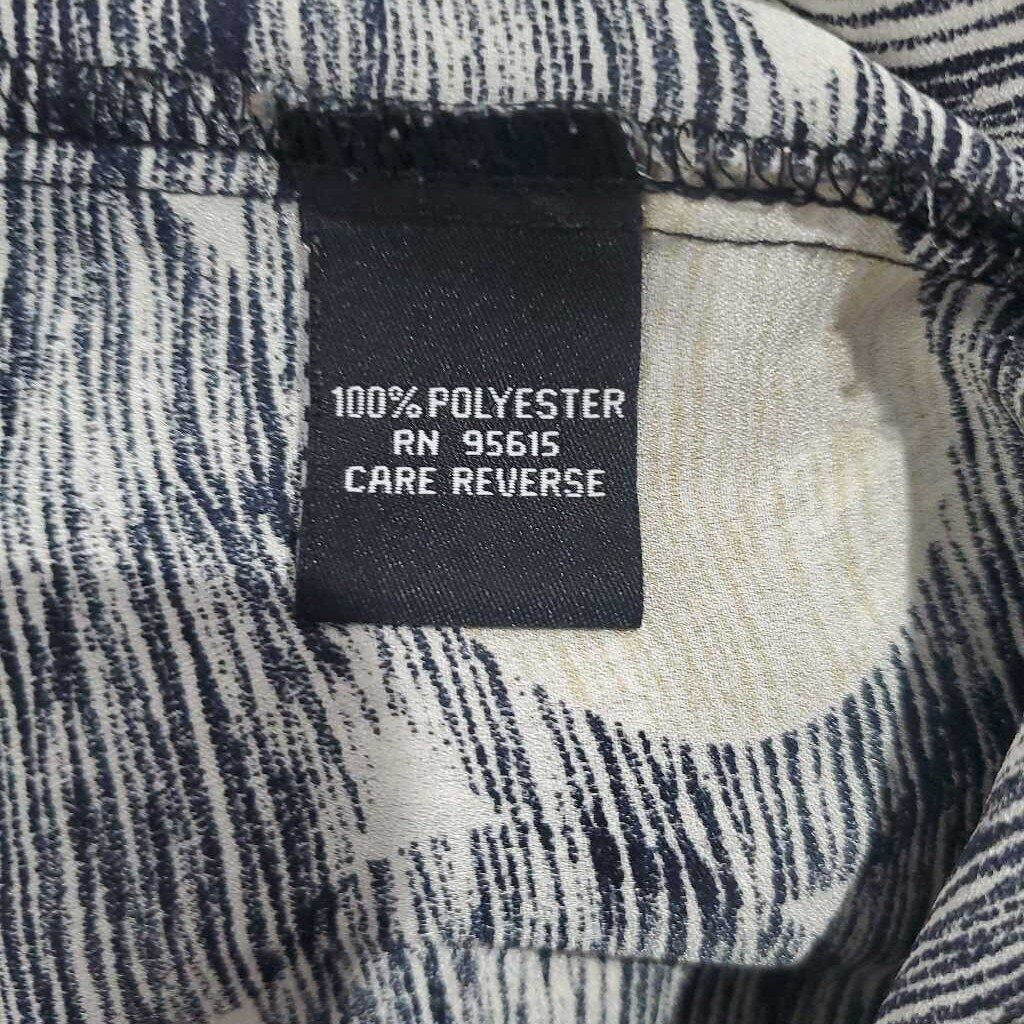 100% POLYESTER
RN 95615
CARE REVERSE